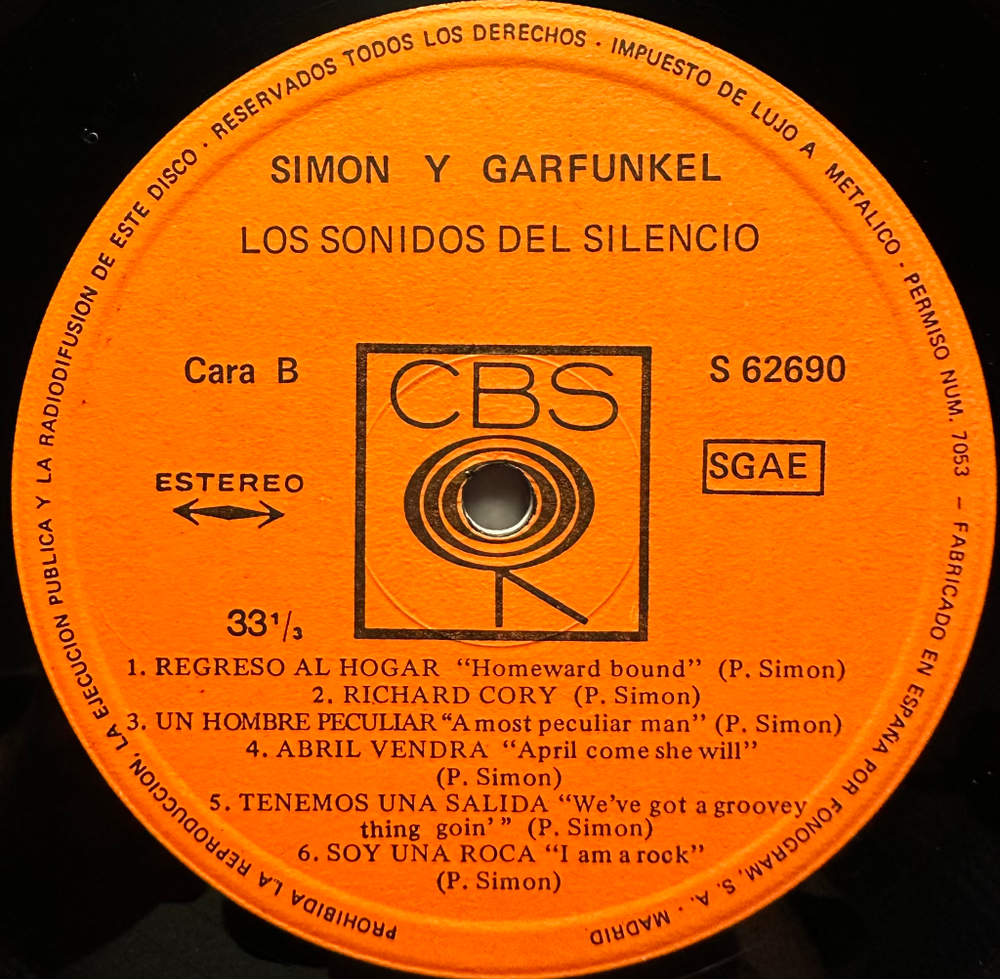 PROHIBIDA LA REPRODUCCION, LA EJECUCION PUBLICA Y LA RADIODIFUSION DE ESTE DISCO · RESERVADOS TODOS LOS DERECHOS · IMPUESTO DE LUJO A METALICO · PERMISO NUM. 7053 – FABRICADO EN ESPAÑA POR FONOGRAM, S. A. · MADRID
SIMON Y GARFUNKEL
LOS SONIDOS DEL SILENCIO
Cara B
CBS
S 62690
ESTEREO
SGAE
33¹/₃
1. REGRESO AL HOGAR “Homeward bound” (P. Simon)
2. RICHARD CORY (P. Simon)
3. UN HOMBRE PECULIAR “A most peculiar man” (P. Simon)
4. ABRIL VENDRA “April come she will”
(P. Simon)
5. TENEMOS UNA SALIDA “We’ve got a groovey
thing goin’ ” (P. Simon)
6. SOY UNA ROCA “I am a rock”
(P. Simon)